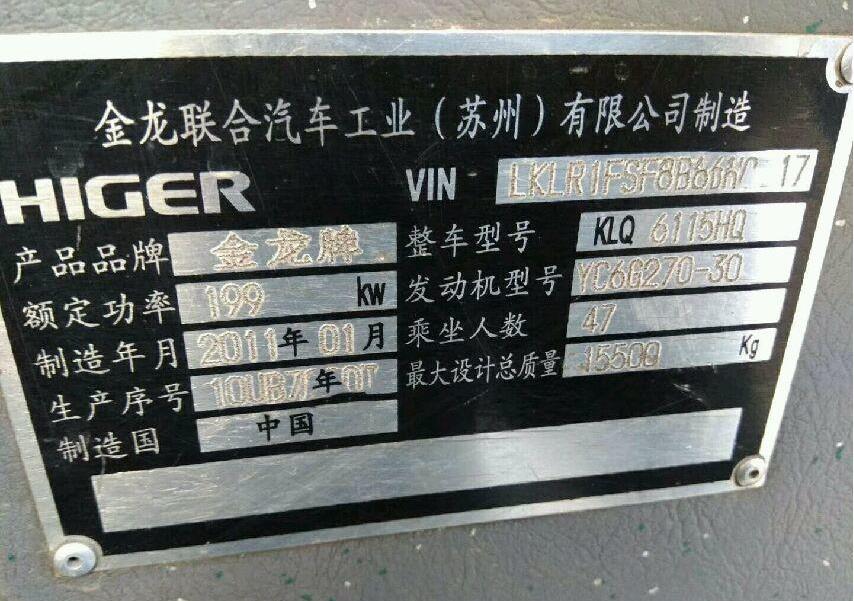 金龙联合汽车工业（苏州）有限公司制造
HIGER
VIN
产品品牌 金龙牌
额定功率 199 kw
制造年月 2011年 01月
生产序号
制造国 中国
整车型号 KLQ 6115HQ
发动机型号 YC6G270-30
乘坐人数 47
最大设计总质量 15500 Kg